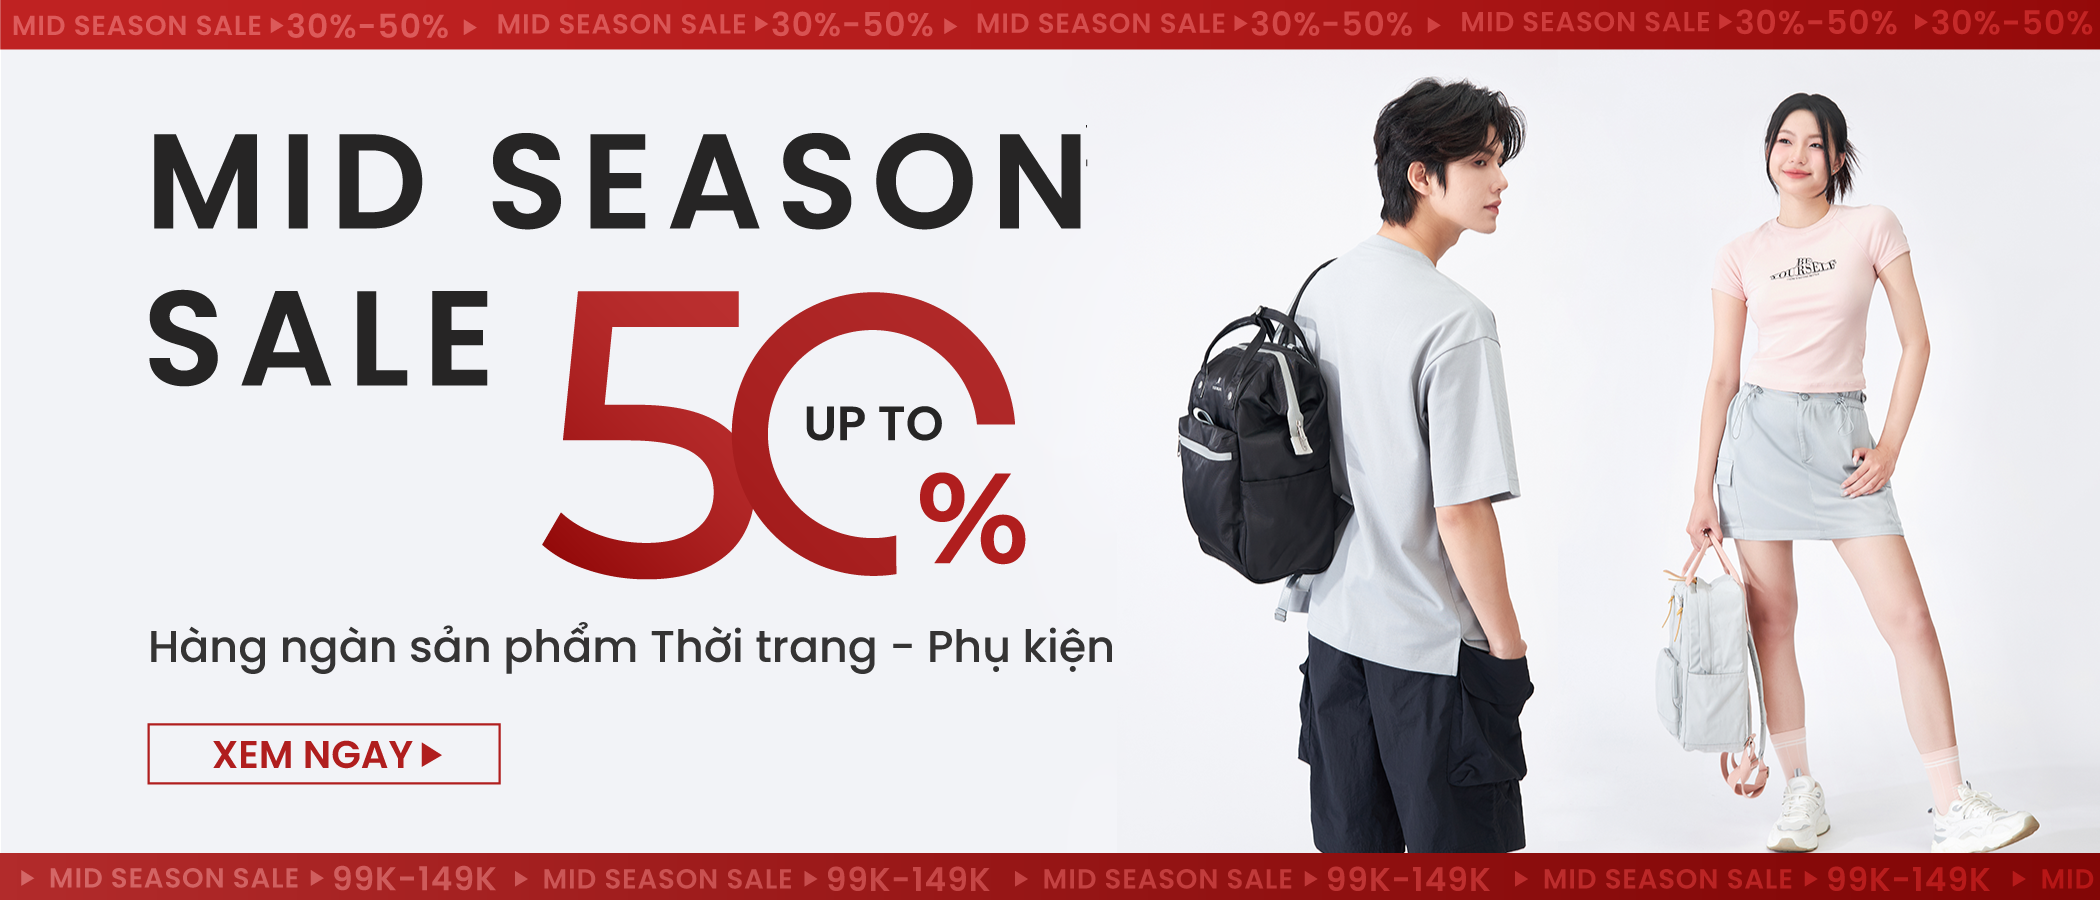 MID SEASON SALE ▶30%-50% ▶ MID SEASON SALE ▶30%-50% ▶ MID SEASON SALE ▶30%-50% ▶ MID SEASON SALE ▶30%-50% ▶30%-50%
MID SEASON
SALE 50
UP TO
%
BE
YOURSELF
Hàng ngàn sản phẩm Thời trang - Phụ kiện
XEM NGAY ▶
▶ MID SEASON SALE ▶ 99K-149K ▶ MID SEASON SALE ▶ 99K-149K ▶ MID SEASON SALE ▶ 99K-149K ▶ MID SEASON SALE ▶ 99K-149K ▶ MID